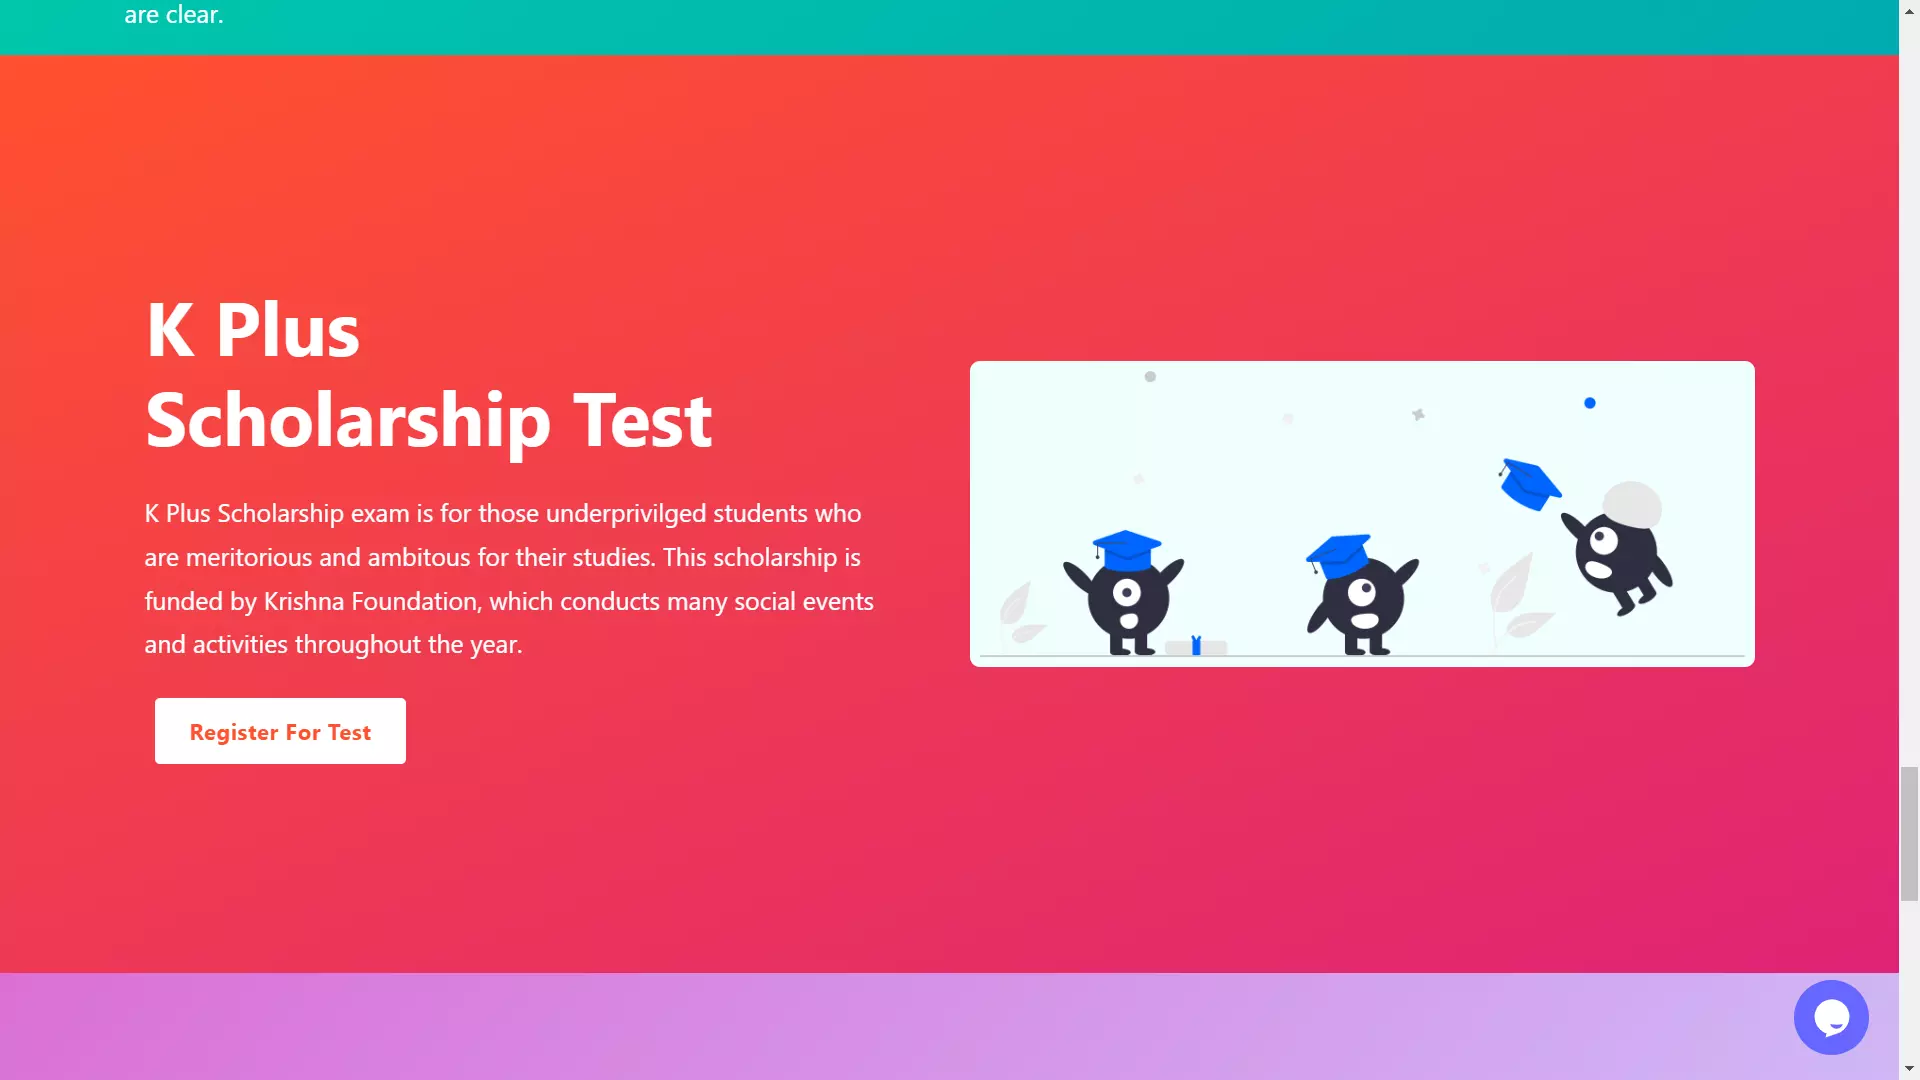 are clear.
K Plus
Scholarship Test
K Plus Scholarship exam is for those underprivilged students who
are meritorious and ambitous for their studies. This scholarship is
funded by Krishna Foundation, which conducts many social events
and activities throughout the year.
Register For Test